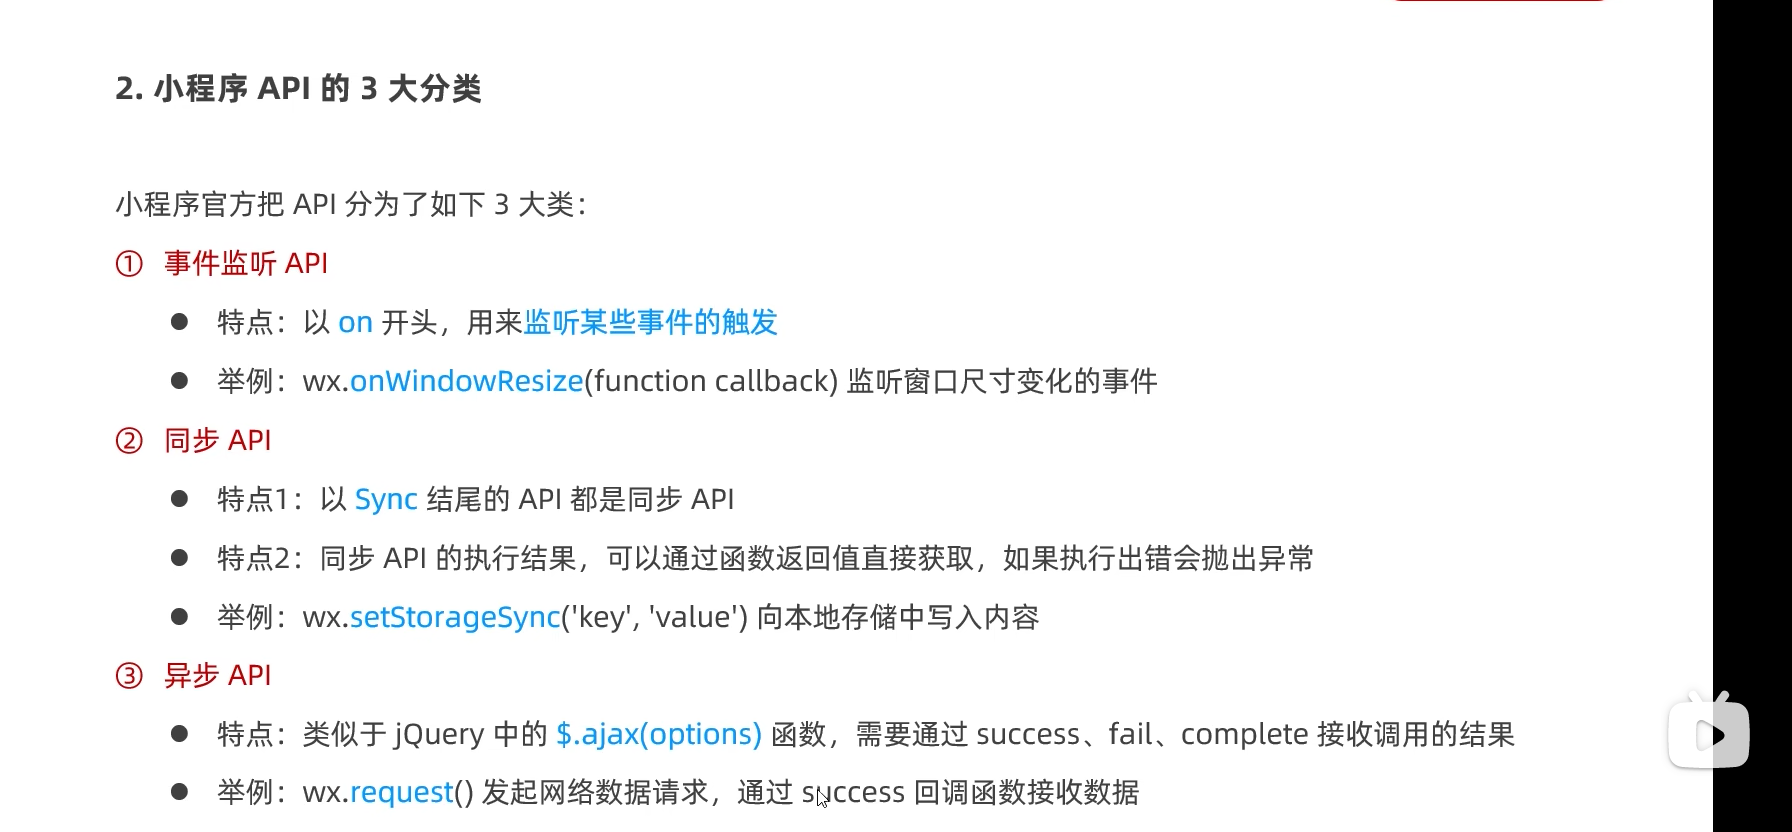 2. 小程序 API 的 3 大分类
小程序官方把 API 分为了如下 3 大类：
① 事件监听 API
● 特点：以 on 开头，用来监听某些事件的触发
● 举例：wx.onWindowResize(function callback) 监听窗口尺寸变化的事件
② 同步 API
● 特点1：以 Sync 结尾的 API 都是同步 API
● 特点2：同步 API 的执行结果，可以通过函数返回值直接获取，如果执行出错会抛出异常
● 举例：wx.setStorageSync('key', 'value') 向本地存储中写入内容
③ 异步 API
● 特点：类似于 jQuery 中的 $.ajax(options) 函数，需要通过 success、fail、complete 接收调用的结果
● 举例：wx.request() 发起网络数据请求，通过 success 回调函数接收数据